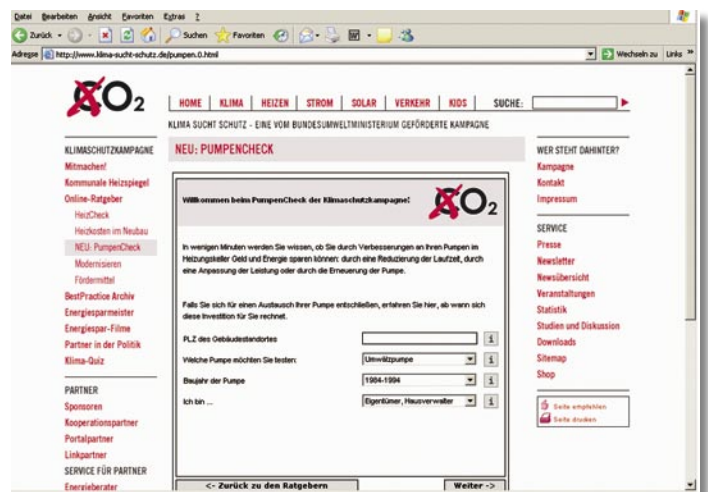 Datei Bearbeiten Ansicht Favoriten Extras ?
Zurück Suchen Favoriten
Adresse http://www.klima-sucht-schutz.de/pumpen.0.html Wechseln zu Links »
CO2
HOME KLIMA HEIZEN STROM SOLAR VERKEHR KIDS SUCHE:
KLIMA SUCHT SCHUTZ - EINE VOM BUNDESUMWELTMINISTERIUM GEFÖRDERTE KAMPAGNE
KLIMASCHUTZKAMPAGNE
Mitmachen!
Kommunale Heizspiegel
Online-Ratgeber
HeizCheck
Heizkosten im Neubau
NEU: PumpenCheck
Modernisieren
Fördermittel
BestPractice Archiv
Energiesparmeister
Energiespar-Filme
Partner in der Politik
Klima-Quiz
PARTNER
Sponsoren
Kooperationspartner
Portalpartner
Linkpartner
SERVICE FÜR PARTNER
Energieberater
NEU: PUMPENCHECK
Willkommen beim PumpenCheck der Klimaschutzkampagne!
CO2
In wenigen Minuten werden Sie wissen, ob Sie durch Verbesserungen an Ihren Pumpen im
Heizungskeller Geld und Energie sparen können: durch eine Reduzierung der Laufzeit, durch
eine Anpassung der Leistung oder durch die Erneuerung der Pumpe.
Falls Sie sich für einen Austausch Ihrer Pumpe entschließen, erfahren Sie hier, ab wann sich
diese Investition für Sie rechnet.
PLZ des Gebäudestandortes i
Welche Pumpe möchten Sie testen: Umwälzpumpe i
Baujahr der Pumpe 1984-1994 i
Ich bin ... Eigentümer, Hausverwalter i
<- Zurück zu den Ratgebern Weiter ->
WER STEHT DAHINTER?
Kampagne
Kontakt
Impressum
SERVICE
Presse
Newsletter
Newsübersicht
Veranstaltungen
Statistik
Studien und Diskussion
Downloads
Sitemap
Shop
Seite empfehlen
Seite drucken